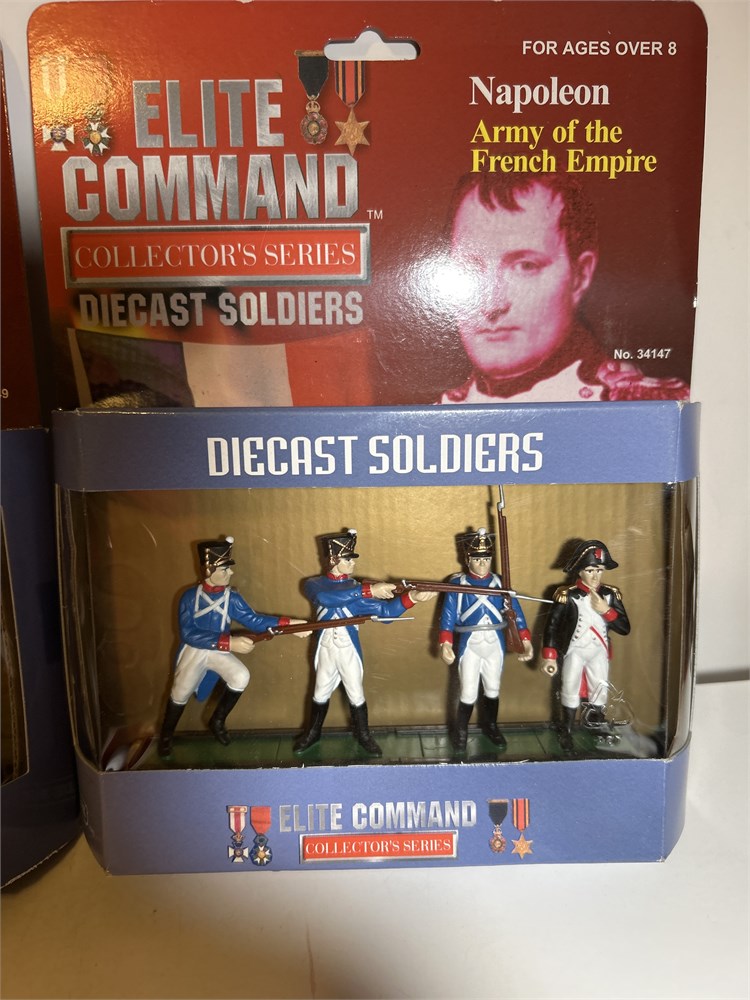 FOR AGES OVER 8
ELITE
COMMAND™
COLLECTOR'S SERIES
DIECAST SOLDIERS
Napoleon
Army of the
French Empire
No. 34147
DIECAST SOLDIERS
ELITE COMMAND
COLLECTOR'S SERIES